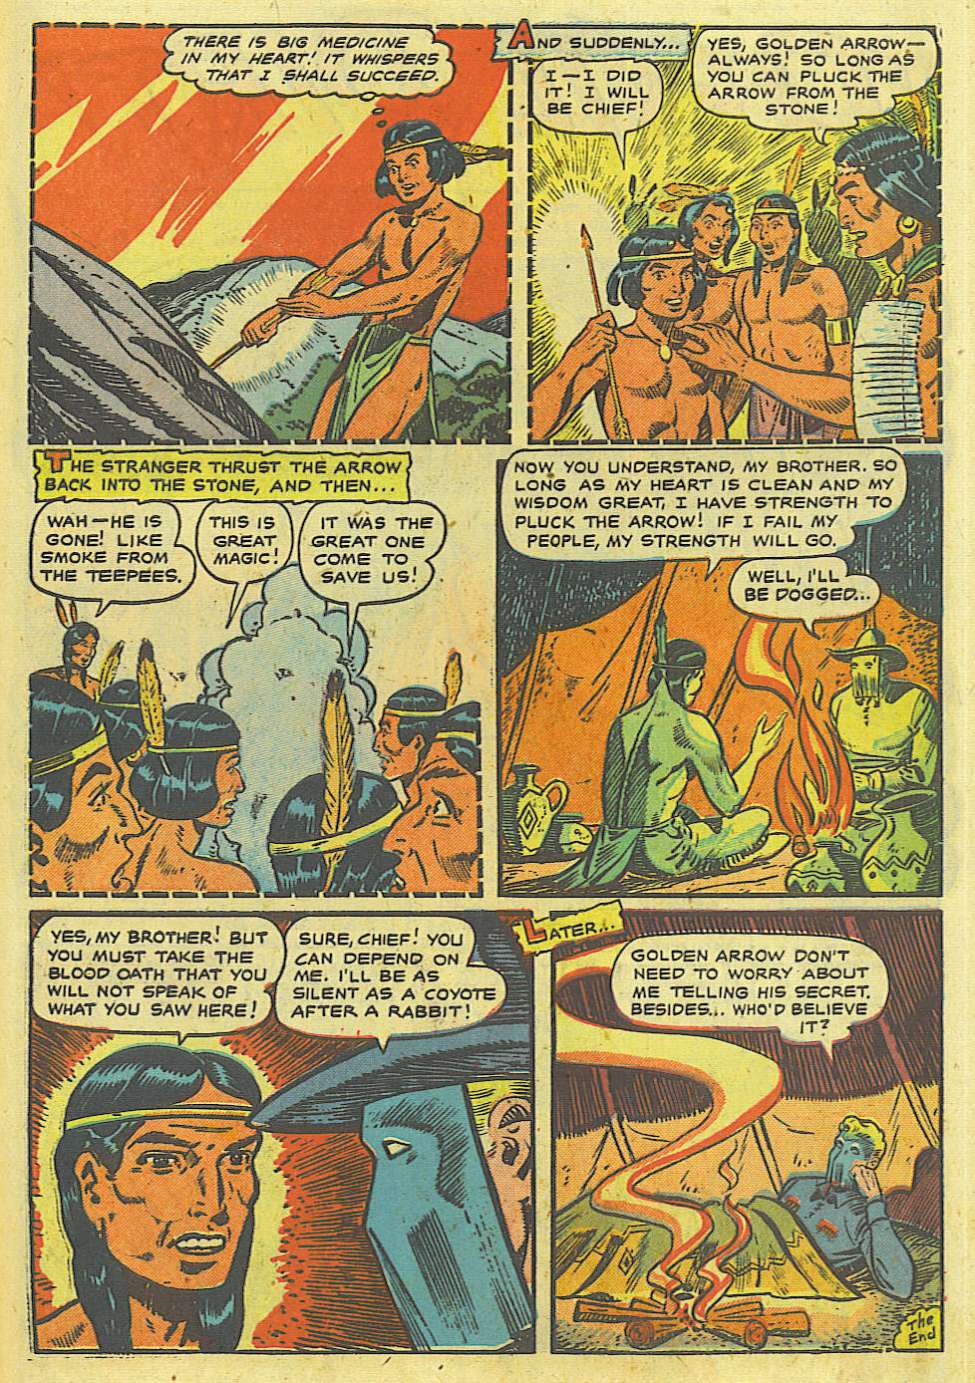 THERE IS BIG MEDICINE
IN MY HEART! IT WHISPERS
THAT I SHALL SUCCEED.
AND SUDDENLY...
I-I DID
IT! I WILL
BE CHIEF!
YES, GOLDEN ARROW—
ALWAYS! SO LONG AS
YOU CAN PLUCK THE
ARROW FROM THE
STONE!
THE STRANGER THRUST THE ARROW
BACK INTO THE STONE, AND THEN...
WAH—HE IS
GONE! LIKE
SMOKE FROM
THE TEEPEES.
THIS IS
GREAT
MAGIC!
IT WAS THE
GREAT ONE
COME TO
SAVE US!
NOW YOU UNDERSTAND, MY BROTHER. SO
LONG AS MY HEART IS CLEAN AND MY
WISDOM GREAT, I HAVE STRENGTH TO
PLUCK THE ARROW! IF I FAIL MY
PEOPLE, MY STRENGTH WILL GO.
WELL, I'LL
BE DOGGED...
YES, MY BROTHER! BUT
YOU MUST TAKE THE
BLOOD OATH THAT YOU
WILL NOT SPEAK OF
WHAT YOU SAW HERE!
SURE, CHIEF! YOU
CAN DEPEND ON
ME. I'LL BE AS
SILENT AS A COYOTE
AFTER A RABBIT!
LATER...
GOLDEN ARROW DON'T
NEED TO WORRY ABOUT
ME TELLING HIS SECRET.
BESIDES... WHO'D BELIEVE
IT?
The
End